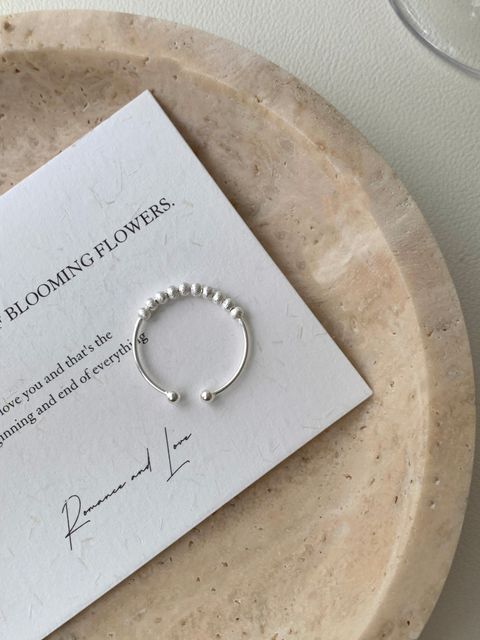 BLOOMING FLOWERS.
love you and that's the
ginning and end of everything
Romance and Love